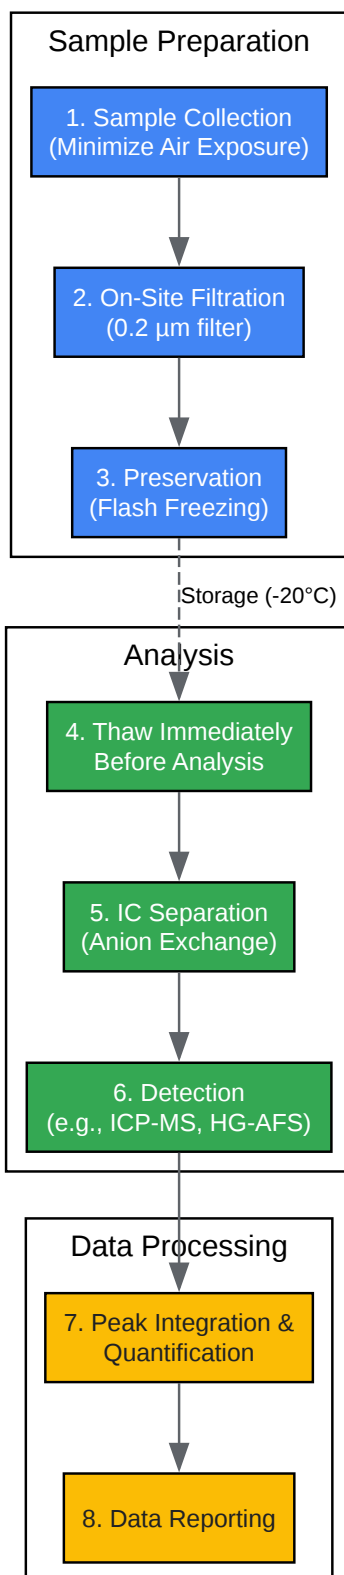 Sample Preparation
1. Sample Collection
(Minimize Air Exposure)
2. On-Site Filtration
(0.2 µm filter)
3. Preservation
(Flash Freezing)
Storage (-20°C)
Analysis
4. Thaw Immediately
Before Analysis
5. IC Separation
(Anion Exchange)
6. Detection
(e.g., ICP-MS, HG-AFS)
Data Processing
7. Peak Integration &
Quantification
8. Data Reporting